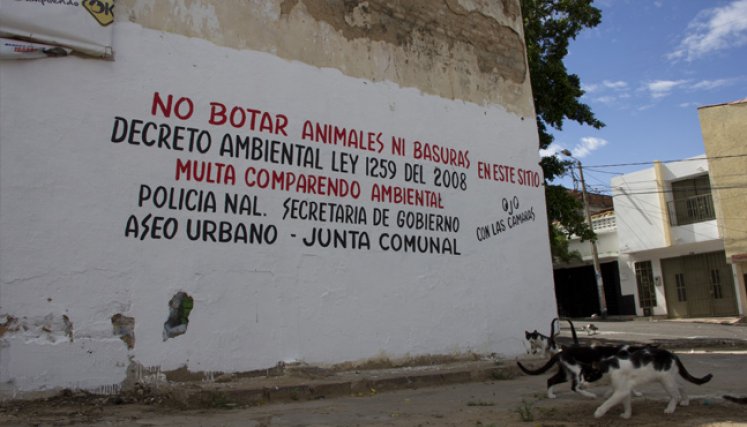 OK
NO BOTAR ANIMALES NI BASURAS EN ESTE SITIO
DECRETO AMBIENTAL LEY 1259 DEL 2008
MULTA COMPARENDO AMBIENTAL
POLICIA NAL. SECRETARIA DE GOBIERNO
ASEO URBANO - JUNTA COMUNAL
OJO
CON LAS CAMARAS